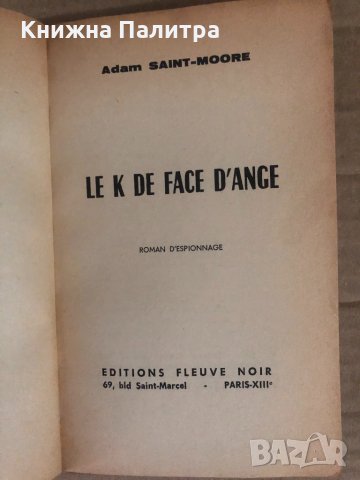 Книжна Палитра
Adam SAINT-MOORE
LE K DE FACE D'ANGE
ROMAN D'ESPIONNAGE
EDITIONS FLEUVE NOIR
69, bld Saint-Marcel - PARIS-XIIIe
BAZAR